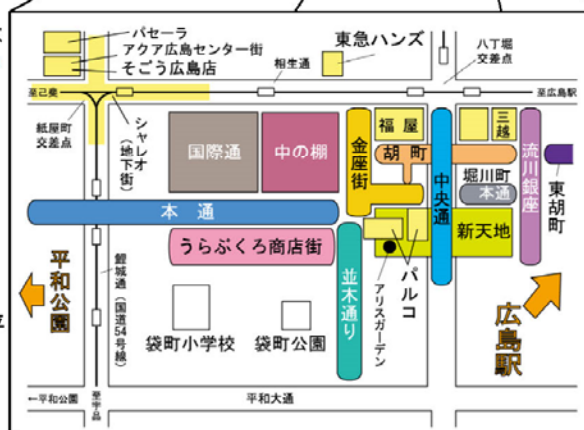 パセーラ
アクア広島センター街
そごう広島店
東急ハンズ
八丁堀
交差点
相生通
至己斐
至広島駅
紙屋町
交差点
シャレオ
(地下街)
国際通
中の棚
金座街
福屋
胡町
中央通
三越
堀川町
本通
流川銀座
東胡町
本通
うらぶくろ商店街
並木通り
新天地
パルコ
アリスガーデン
平和公園
鯉城通(国道54号線)
袋町小学校
袋町公園
広島駅
←平和公園
至宇品
平和大通